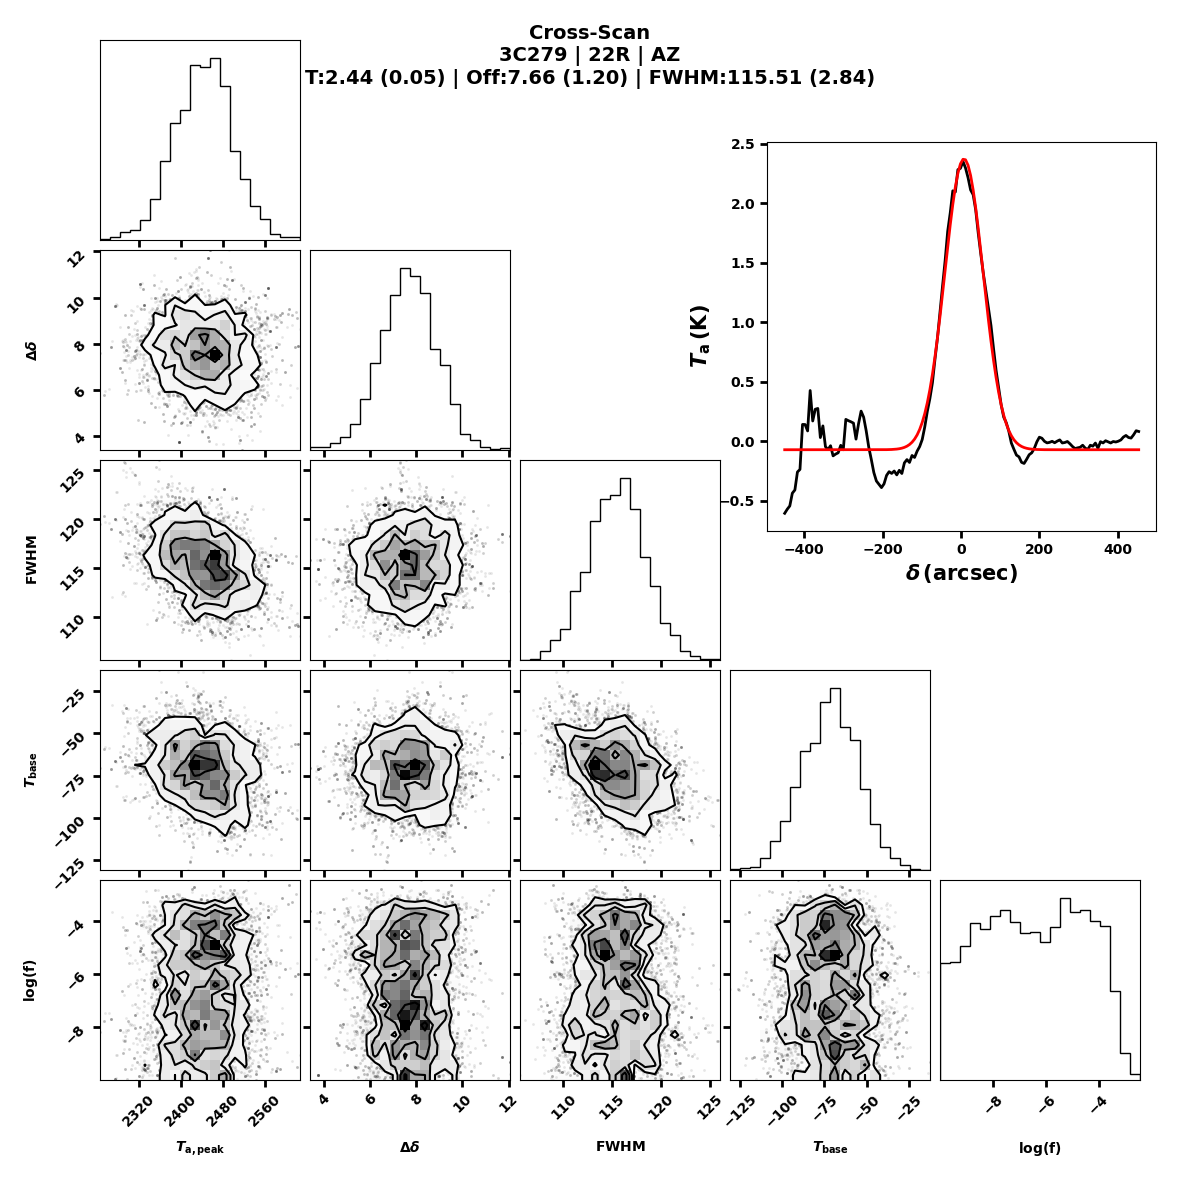 Cross-Scan
3C279 | 22R | AZ
T:2.44 (0.05) | Off:7.66 (1.20) | FWHM:115.51 (2.84)
2.5
2.0
1.5
1.0
0.5
0.0
−0.5
Tₐ (K)
−400 −200 0 200 400
δ (arcsec)
12
10
8
6
4
Δδ
125
120
115
110
FWHM
−25
−50
−75
−100
−125
T_base
−4
−6
−8
log(f)
2320 2400 2480 2560
4 6 8 10 12
110 115 120 125
−125 −100 −75 −50 −25
−8 −6 −4
T_a,peak
Δδ
FWHM
T_base
log(f)